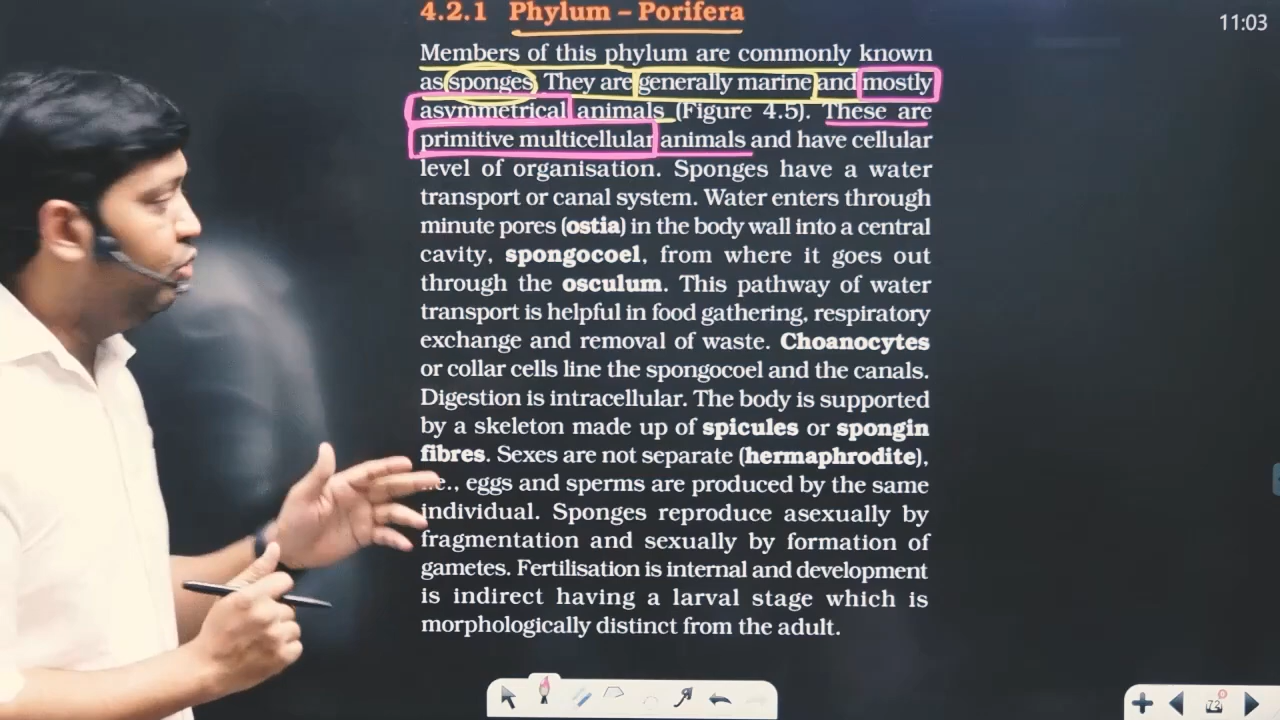 11:03
4.2.1 Phylum – Porifera
Members of this phylum are commonly known
as sponges. They are generally marine and mostly
asymmetrical animals (Figure 4.5). These are
primitive multicellular animals and have cellular
level of organisation. Sponges have a water
transport or canal system. Water enters through
minute pores (ostia) in the body wall into a central
cavity, spongocoel, from where it goes out
through the osculum. This pathway of water
transport is helpful in food gathering, respiratory
exchange and removal of waste. Choanocytes
or collar cells line the spongocoel and the canals.
Digestion is intracellular. The body is supported
by a skeleton made up of spicules or spongin
fibres. Sexes are not separate (hermaphrodite),
i.e., eggs and sperms are produced by the same
individual. Sponges reproduce asexually by
fragmentation and sexually by formation of
gametes. Fertilisation is internal and development
is indirect having a larval stage which is
morphologically distinct from the adult.
72